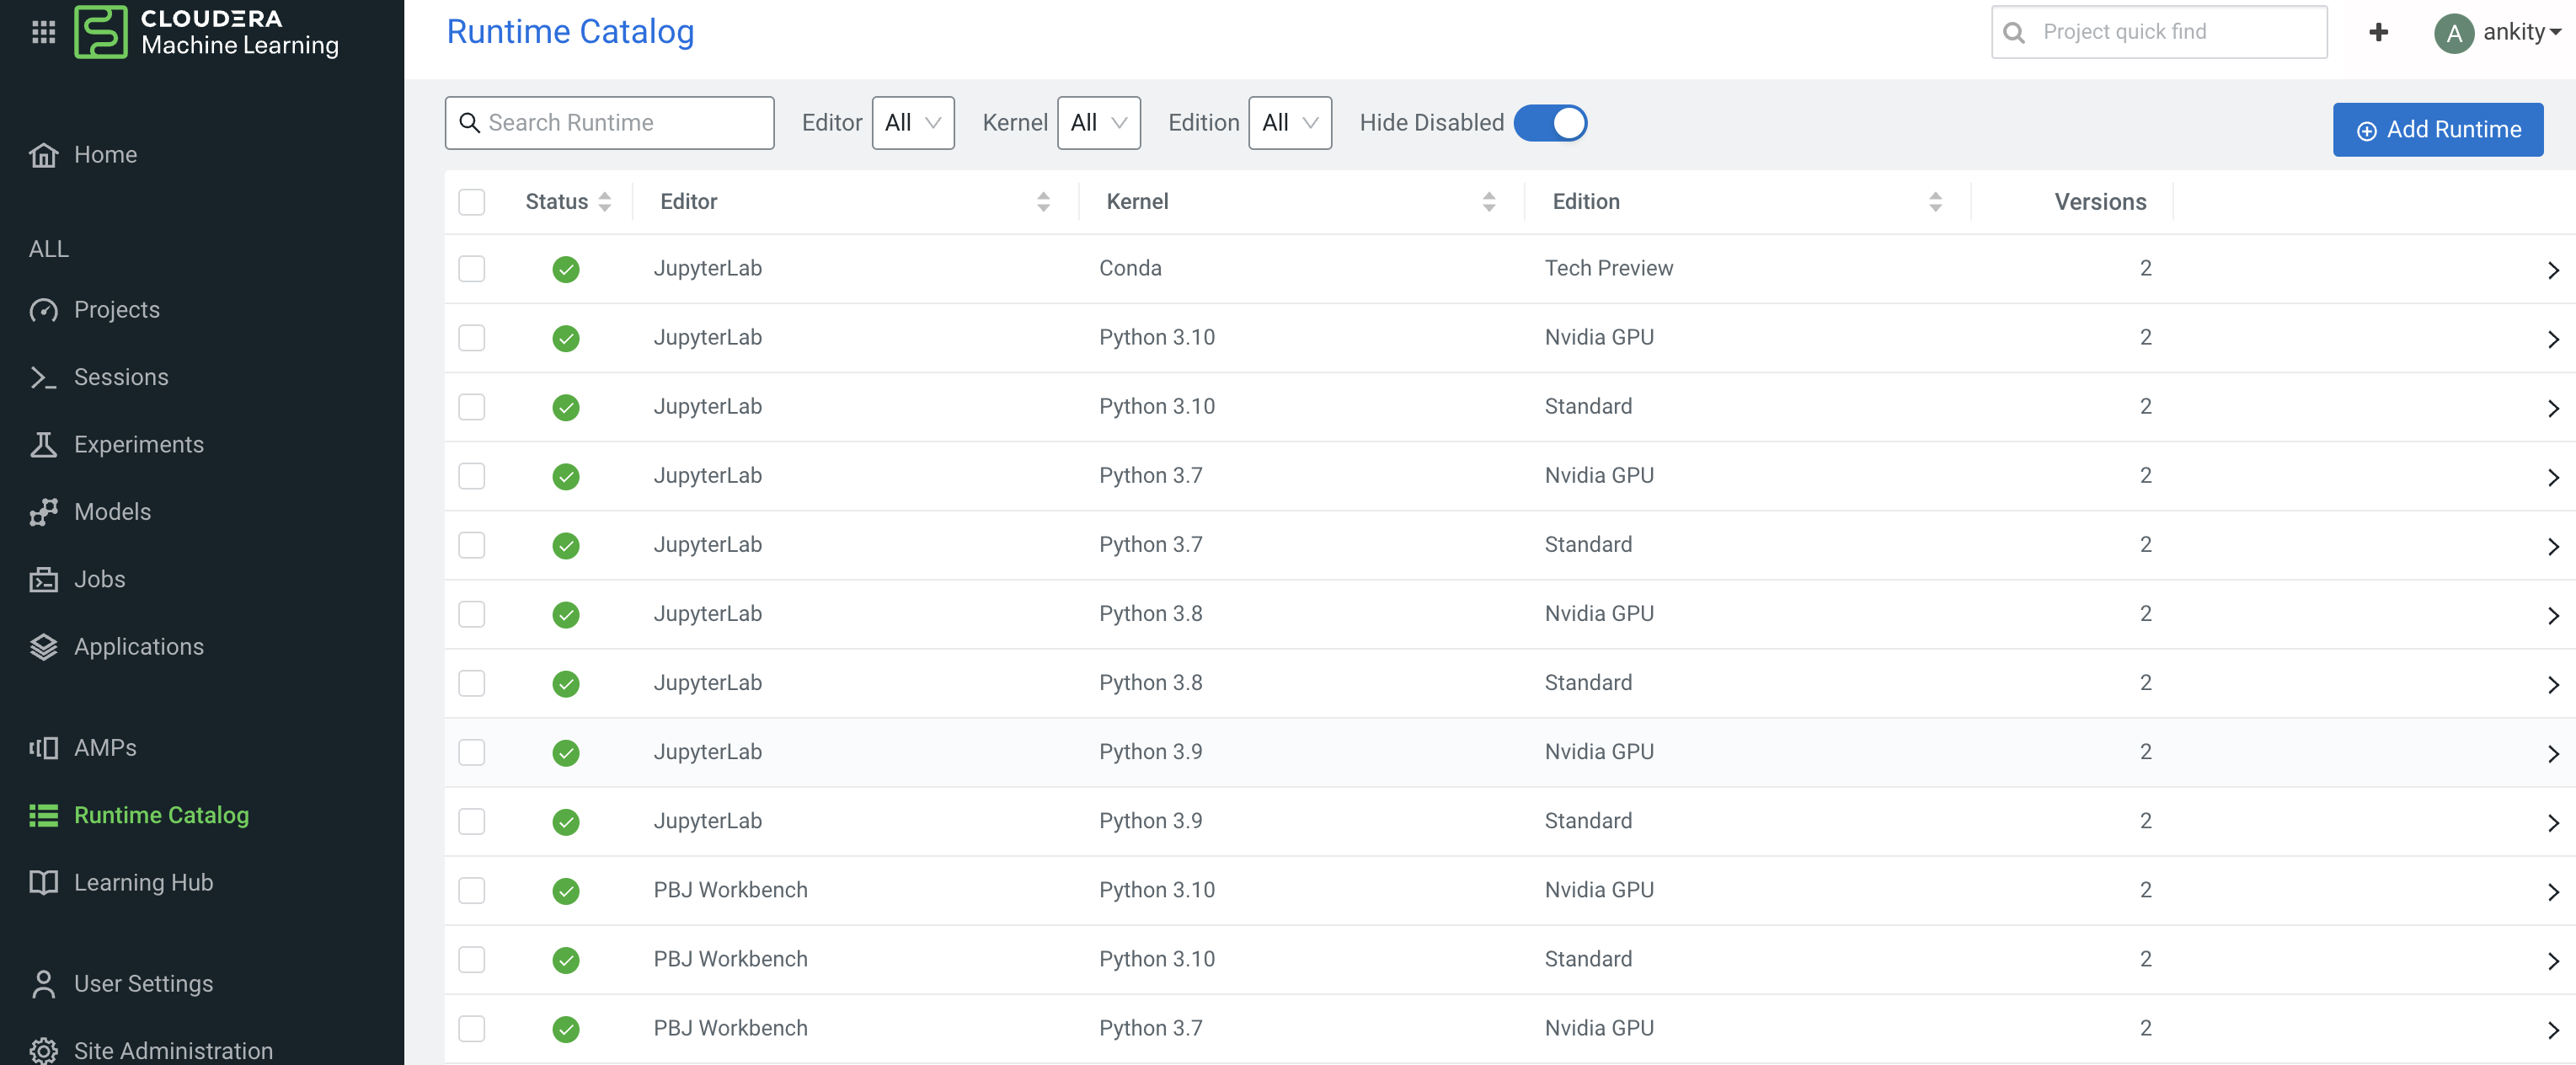 CLOUDERA
Machine Learning
Home
ALL
Projects
Sessions
Experiments
Models
Jobs
Applications
AMPs
Runtime Catalog
Learning Hub
User Settings
Site Administration
Runtime Catalog
Project quick find
A ankity
Search Runtime Editor All Kernel All Edition All Hide Disabled Add Runtime
Status Editor Kernel Edition Versions
JupyterLab Conda Tech Preview 2
JupyterLab Python 3.10 Nvidia GPU 2
JupyterLab Python 3.10 Standard 2
JupyterLab Python 3.7 Nvidia GPU 2
JupyterLab Python 3.7 Standard 2
JupyterLab Python 3.8 Nvidia GPU 2
JupyterLab Python 3.8 Standard 2
JupyterLab Python 3.9 Nvidia GPU 2
JupyterLab Python 3.9 Standard 2
PBJ Workbench Python 3.10 Nvidia GPU 2
PBJ Workbench Python 3.10 Standard 2
PBJ Workbench Python 3.7 Nvidia GPU 2